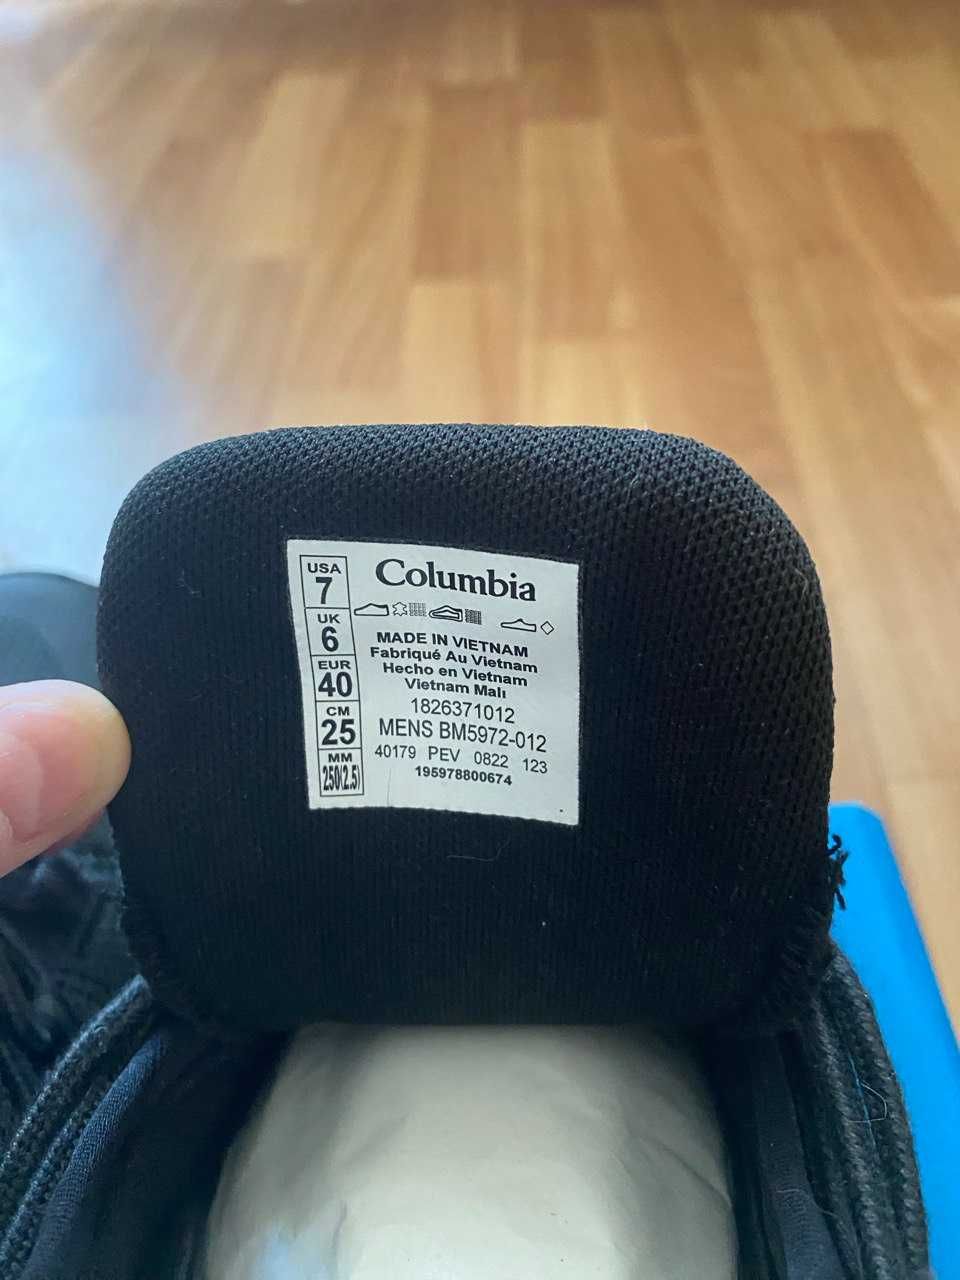 USA
7
UK
6
EUR
40
CM
25
MM
250(2.5)
Columbia
MADE IN VIETNAM
Fabriqué Au Vietnam
Hecho en Vietnam
Vietnam Malı
1826371012
MENS BM5972-012
40179 PEV 0822 123
195978800674